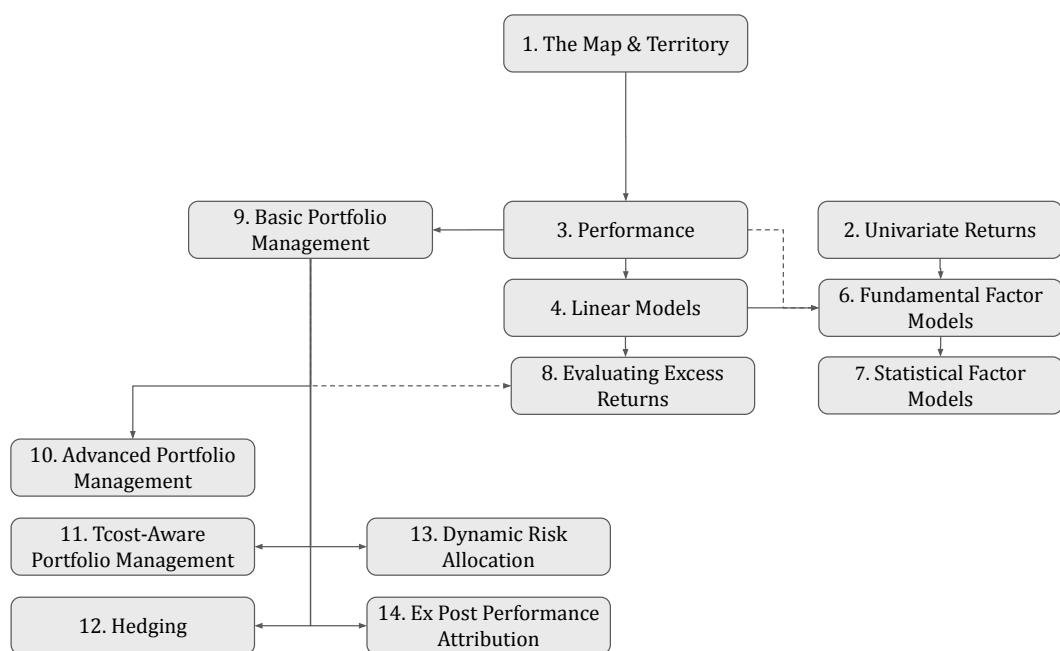 1. The Map & Territory
9. Basic Portfolio
Management
3. Performance
2. Univariate Returns
4. Linear Models
6. Fundamental Factor
Models
8. Evaluating Excess
Returns
7. Statistical Factor
Models
10. Advanced Portfolio
Management
11. Tcost-Aware
Portfolio Management
13. Dynamic Risk
Allocation
12. Hedging
14. Ex Post Performance
Attribution